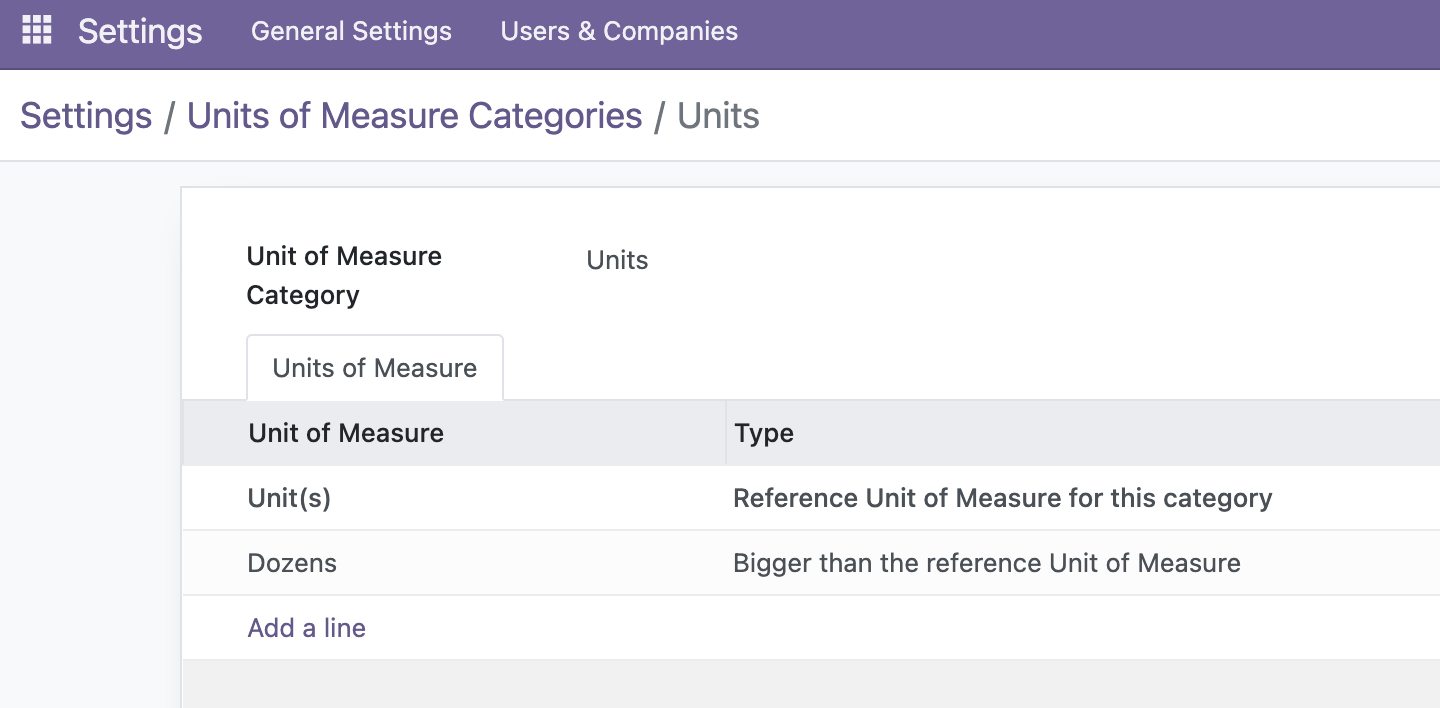 Settings General Settings Users & Companies
Settings / Units of Measure Categories / Units
Unit of Measure Units
Category
Units of Measure
Unit of Measure Type
Unit(s) Reference Unit of Measure for this category
Dozens Bigger than the reference Unit of Measure
Add a line